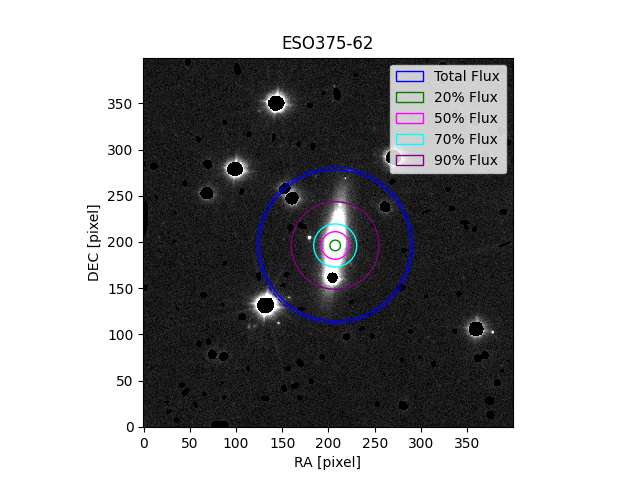 ESO375-62
Total Flux
20% Flux
50% Flux
70% Flux
90% Flux
DEC [pixel]
350
300
250
200
150
100
50
0
0 50 100 150 200 250 300 350
RA [pixel]